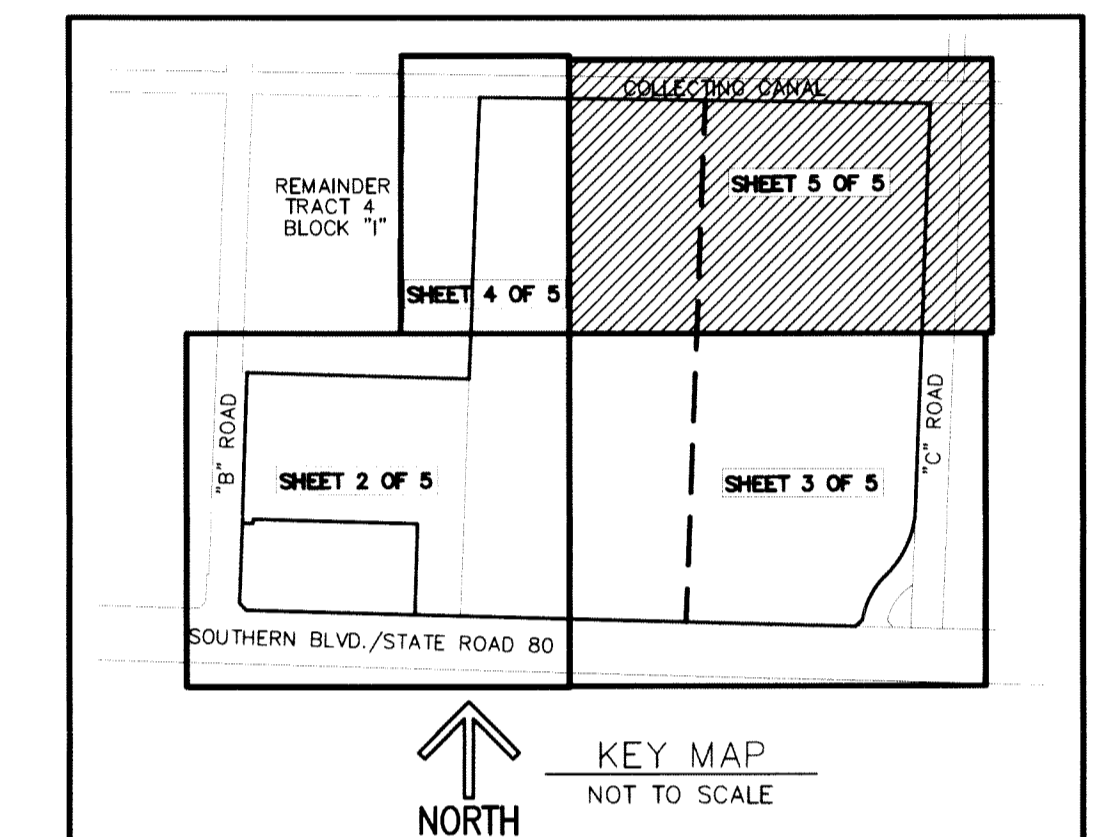 COLLECTING CANAL
SHEET 5 OF 5
REMAINDER
TRACT 4
BLOCK "I"
SHEET 4 OF 5
"B" ROAD
"C" ROAD
SHEET 2 OF 5
SHEET 3 OF 5
SOUTHERN BLVD./STATE ROAD 80
KEY MAP
NOT TO SCALE
NORTH